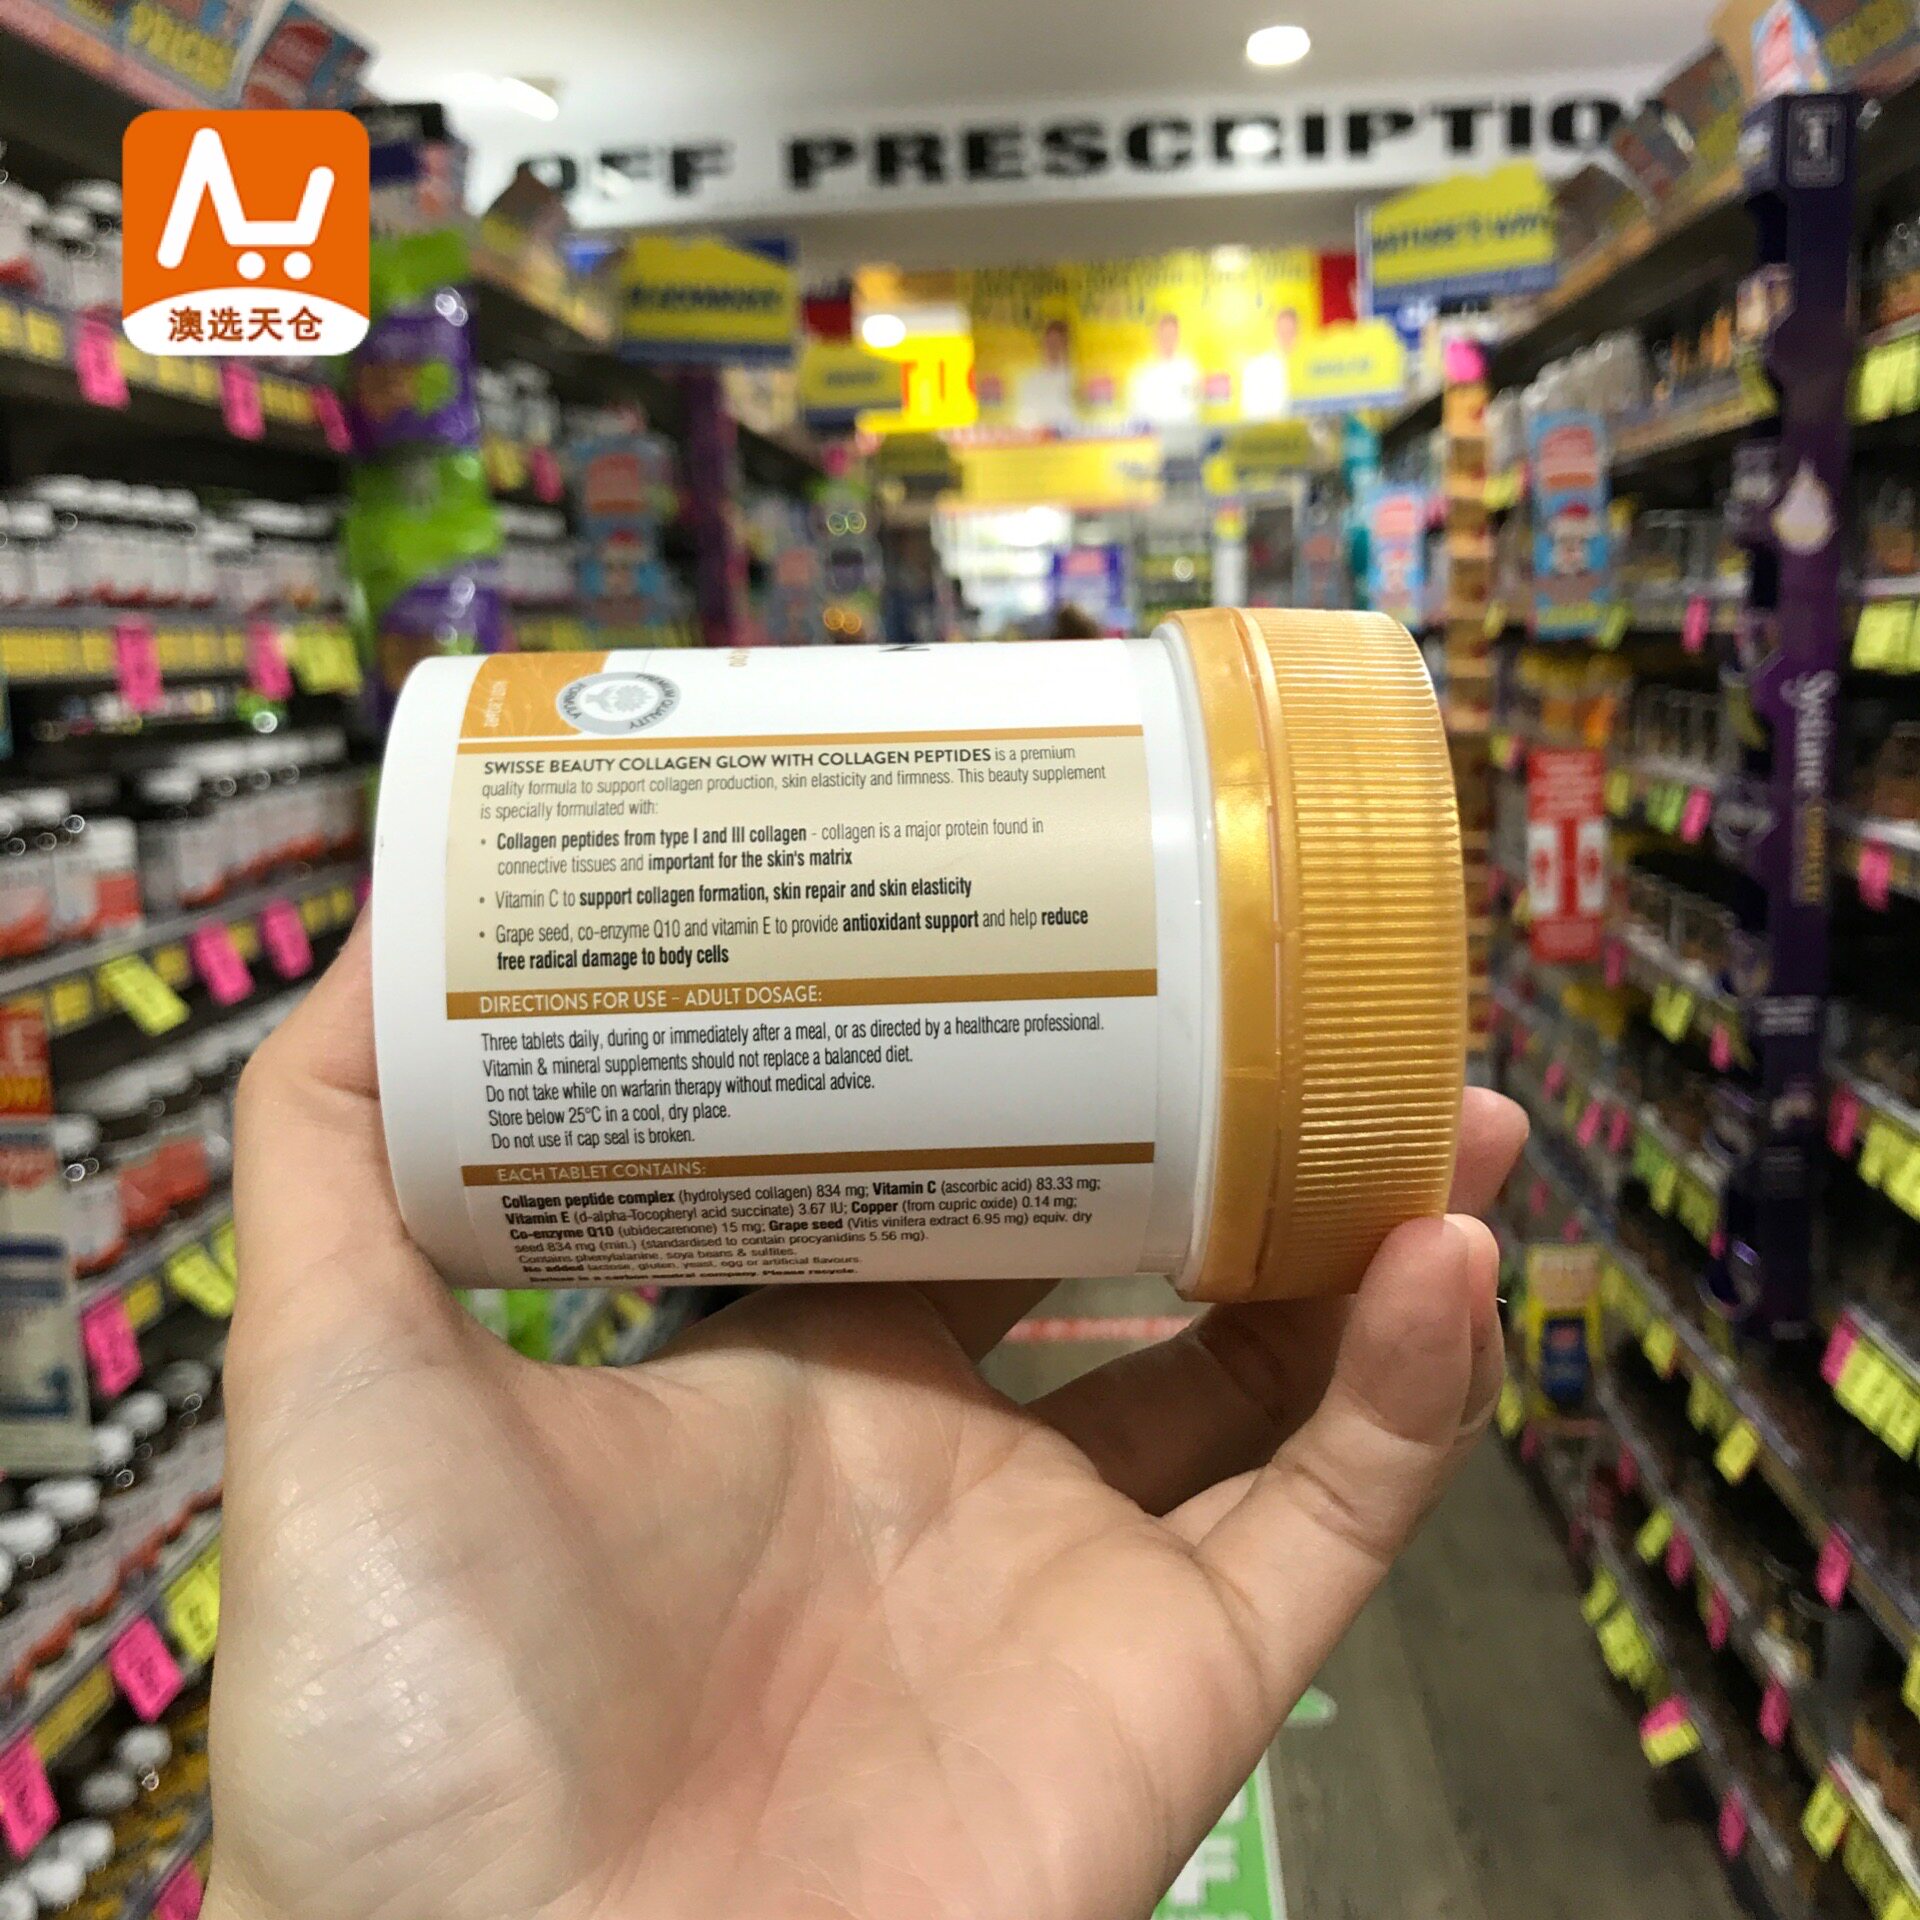 OFF PRESCRIPTIO
澳选天仓
PREMIUM QUALITY
FORMULA
SWISSE BEAUTY COLLAGEN GLOW WITH COLLAGEN PEPTIDES is a premium
quality formula to support collagen production, skin elasticity and firmness. This beauty supplement
is specially formulated with:
• Collagen peptides from type I and III collagen - collagen is a major protein found in
connective tissues and important for the skin's matrix
• Vitamin C to support collagen formation, skin repair and skin elasticity
• Grape seed, co-enzyme Q10 and vitamin E to provide antioxidant support and help reduce
free radical damage to body cells
DIRECTIONS FOR USE – ADULT DOSAGE:
Three tablets daily, during or immediately after a meal, or as directed by a healthcare professional.
Vitamin & mineral supplements should not replace a balanced diet.
Do not take while on warfarin therapy without medical advice.
Store below 25°C in a cool, dry place.
Do not use if cap seal is broken.
EACH TABLET CONTAINS:
Collagen peptide complex (hydrolysed collagen) 834 mg; Vitamin C (ascorbic acid) 83.33 mg;
Vitamin E (d-alpha-Tocopheryl acid succinate) 3.67 IU; Copper (from cupric oxide) 0.14 mg;
Co-enzyme Q10 (ubidecarenone) 15 mg; Grape seed (Vitis vinifera extract 6.95 mg) equiv. dry
seed 834 mg (min.) (standardised to contain procyanidins 5.56 mg).
Contains phenylalanine, soya beans & sulfites.
No added lactose, gluten, yeast, egg or artificial flavours.
Swisse is a carbon neutral company. Please recycle.
Systane